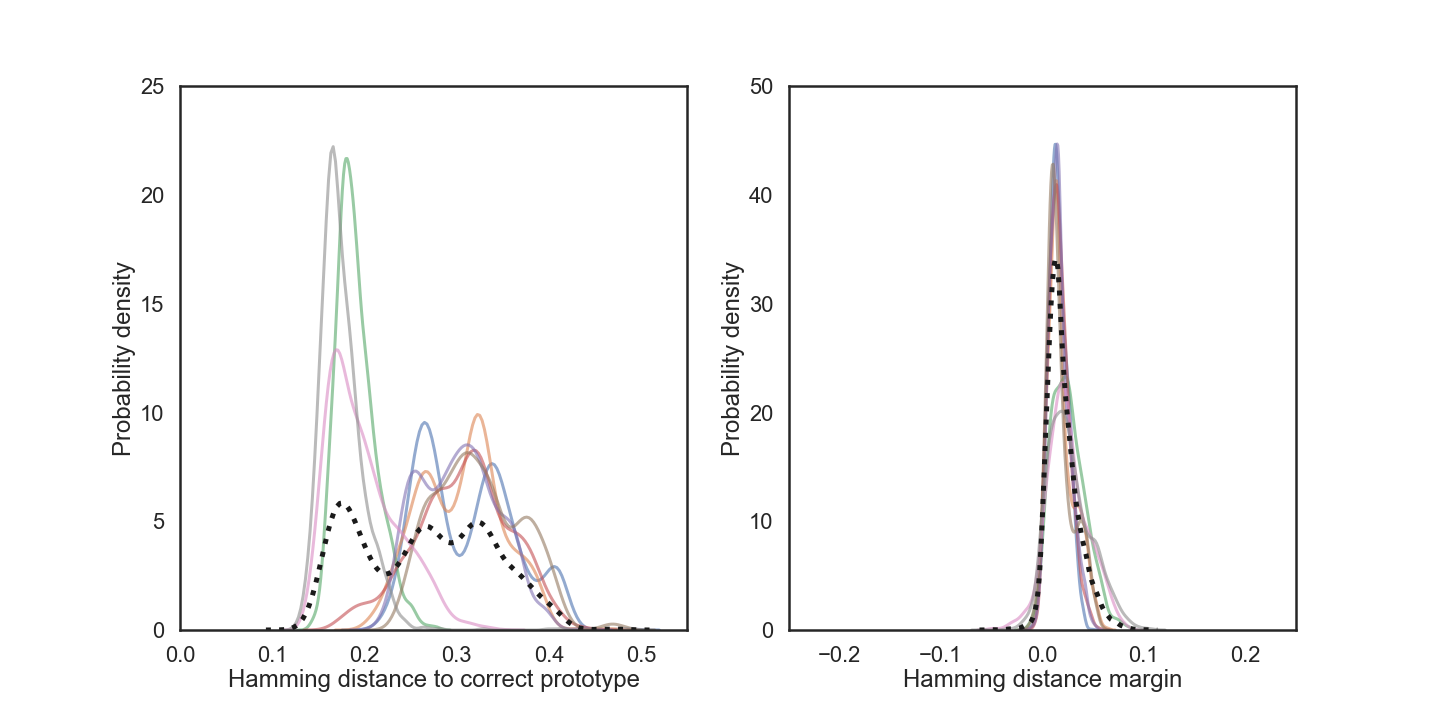 25
20
15
10
5
0
Probability density
0.0 0.1 0.2 0.3 0.4 0.5
Hamming distance to correct prototype
50
40
30
20
10
0
Probability density
−0.2 −0.1 0.0 0.1 0.2
Hamming distance margin